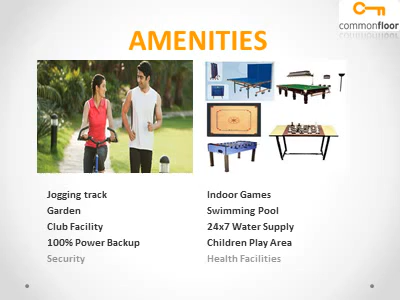 commonfloor
AMENITIES
Jogging track
Garden
Club Facility
100% Power Backup
Security
Indoor Games
Swimming Pool
24x7 Water Supply
Children Play Area
Health Facilities